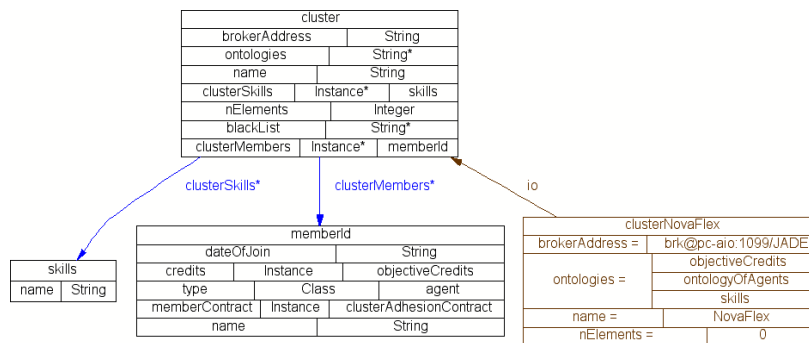 cluster
brokerAddress String
ontologies String*
name String
clusterSkills Instance* skills
nElements Integer
blackList String*
clusterMembers Instance* memberId
clusterSkills* clusterMembers* io
skills
name String
memberId
dateOfJoin String
credits Instance objectiveCredits
type Class agent
memberContract Instance clusterAdhesionContract
name String
clusterNovaFlex
brokerAddress = brk@pc-aio:1099/JADE
ontologies = objectiveCredits
ontologyOfAgents
skills
name = NovaFlex
nElements = 0